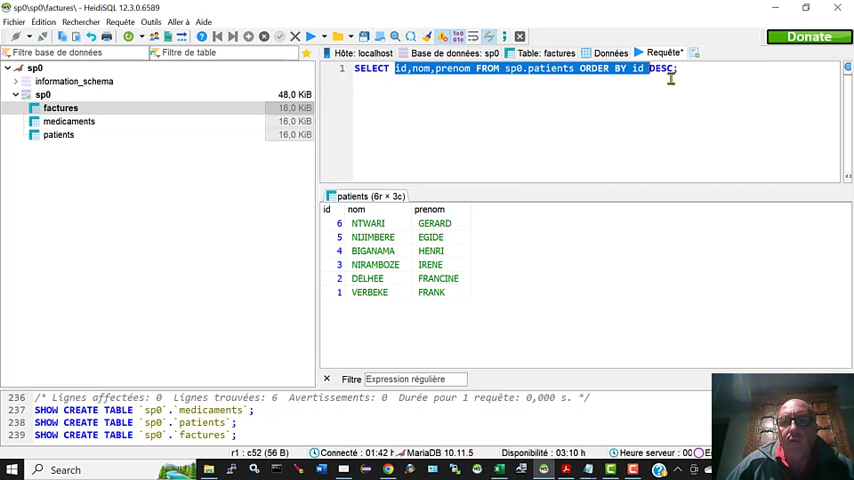 sp0\sp0\factures\ - HeidiSQL 12.3.0.6589
Fichier Édition Rechercher Requête Outils Aller à Aide
Donate
Filtre base de données
Filtre de table
Hôte: localhost
Base de données: sp0
Table: factures
Données
Requête*
sp0
information_schema
sp0 48,0 KiB
factures 16,0 KiB
medicaments 16,0 KiB
patients 16,0 KiB
1 SELECT id,nom,prenom FROM sp0.patients ORDER BY id DESC;
patients (6r × 3c)
id nom prenom
6 NTWARI GERARD
5 NIJIMBERE EGIDE
4 BIGANAMA HENRI
3 NIRAMBOZE IRENE
2 DELHEE FRANCINE
1 VERBEKE FRANK
Filtre Expression régulière
236 /* Lignes affectées: 0 Lignes trouvées: 6 Avertissements: 0 Durée pour 1 requête: 0,000 s. */
237 SHOW CREATE TABLE `sp0`.`medicaments`;
238 SHOW CREATE TABLE `sp0`.`patients`;
239 SHOW CREATE TABLE `sp0`.`factures`;
r1 : c52 (56 B) Connecté : 01:42 MariaDB 10.11.5 Disponibilité : 03:10 h Heure serveur : 00
Search